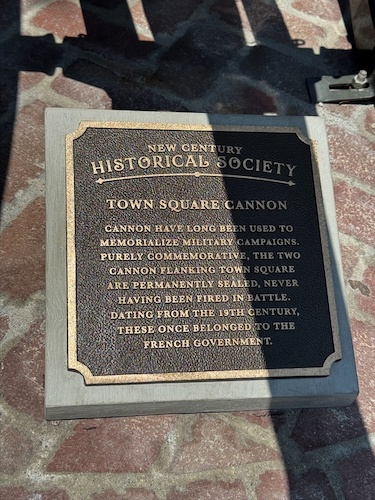 NEW CENTURY
HISTORICAL SOCIETY
TOWN SQUARE CANNON
CANNON HAVE LONG BEEN USED TO
MEMORIALIZE MILITARY CAMPAIGNS.
PURELY COMMEMORATIVE, THE TWO
CANNON FLANKING TOWN SQUARE
ARE PERMANENTLY SEALED, NEVER
HAVING BEEN FIRED IN BATTLE.
DATING FROM THE 19TH CENTURY,
THESE ONCE BELONGED TO THE
FRENCH GOVERNMENT.